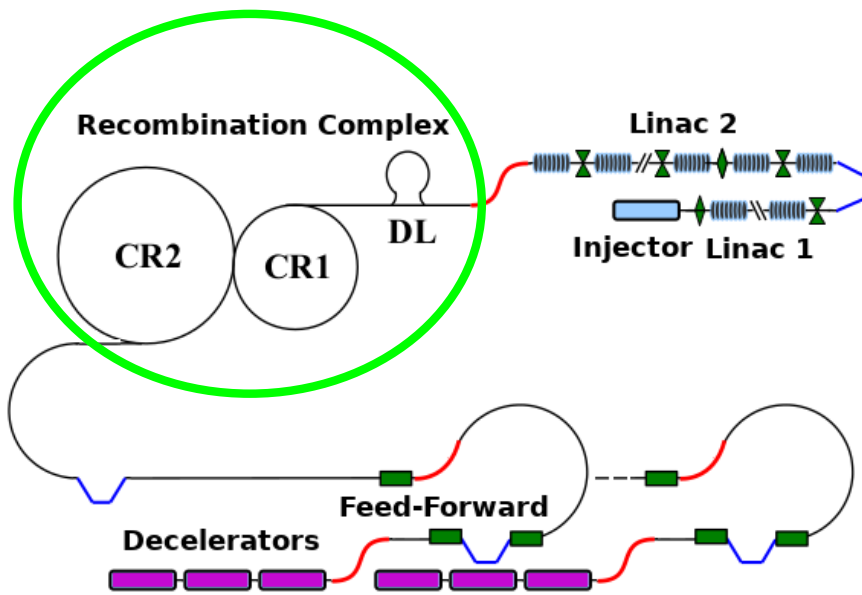 Recombination Complex
Linac 2
DL
Injector Linac 1
CR2
CR1
Feed-Forward
Decelerators